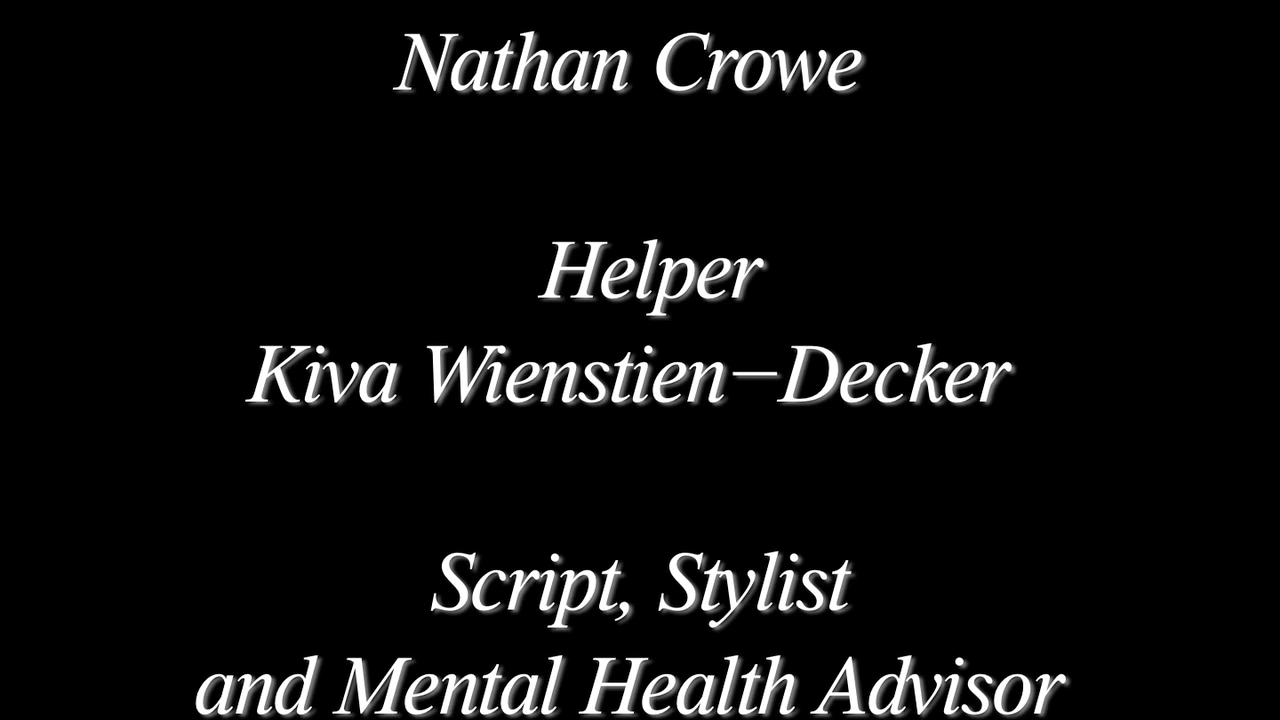 Nathan Crowe
Helper
Kiva Wienstien–Decker
Script, Stylist
and Mental Health Advisor